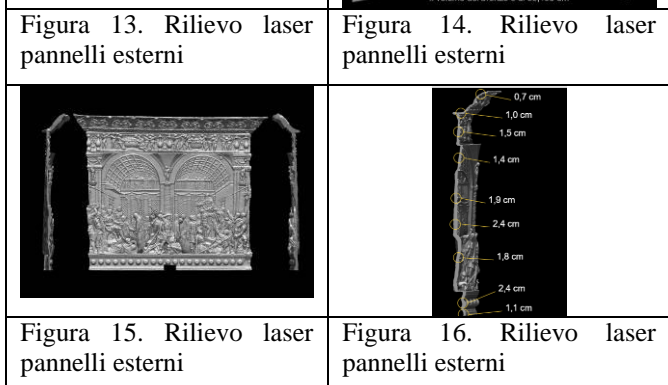 Figura 13. Rilievo laser
pannelli esterni
Figura 14. Rilievo laser
pannelli esterni
0,7 cm
1,0 cm
1,5 cm
1,4 cm
1,9 cm
2,4 cm
1,8 cm
2,4 cm
1,1 cm
Figura 15. Rilievo laser
pannelli esterni
Figura 16. Rilievo laser
pannelli esterni